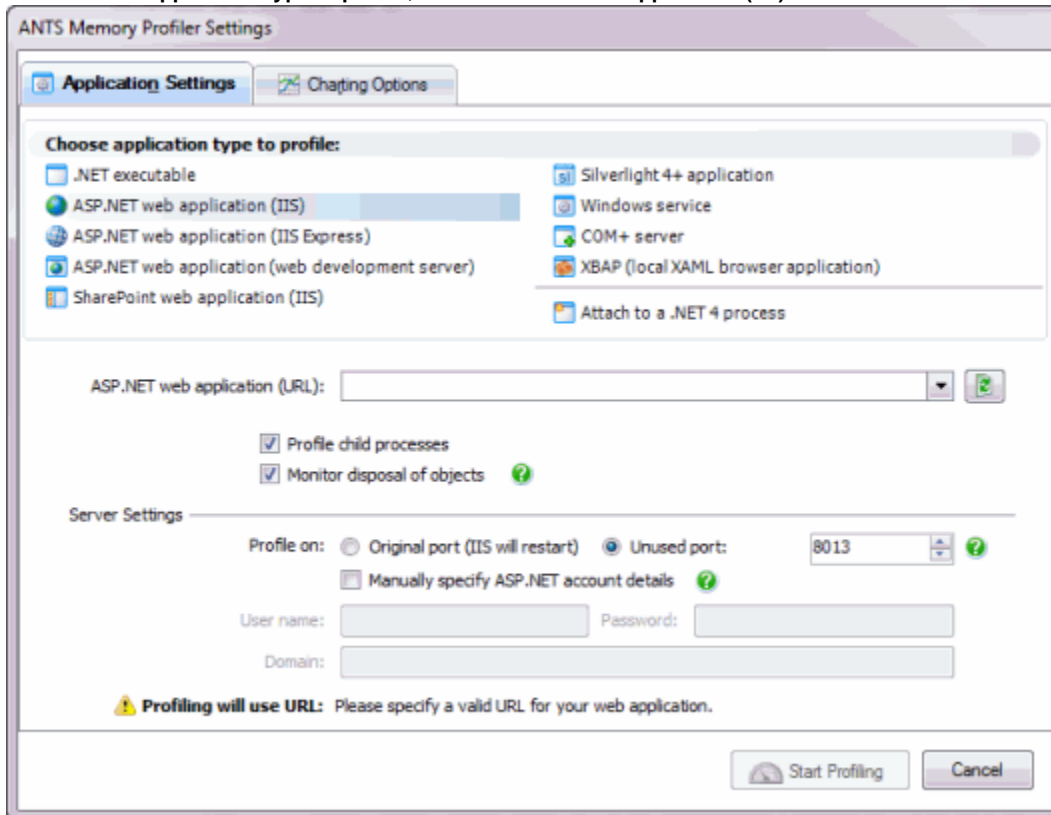 ANTS Memory Profiler Settings
Application Settings
Charting Options
Choose application type to profile:
.NET executable
ASP.NET web application (IIS)
ASP.NET web application (IIS Express)
ASP.NET web application (web development server)
SharePoint web application (IIS)
Silverlight 4+ application
Windows service
COM+ server
XBAP (local XAML browser application)
Attach to a .NET 4 process
ASP.NET web application (URL):
Profile child processes
Monitor disposal of objects
Server Settings
Profile on: Original port (IIS will restart) Unused port: 8013
Manually specify ASP.NET account details
User name: Password:
Domain:
Profiling will use URL: Please specify a valid URL for your web application.
Start Profiling Cancel